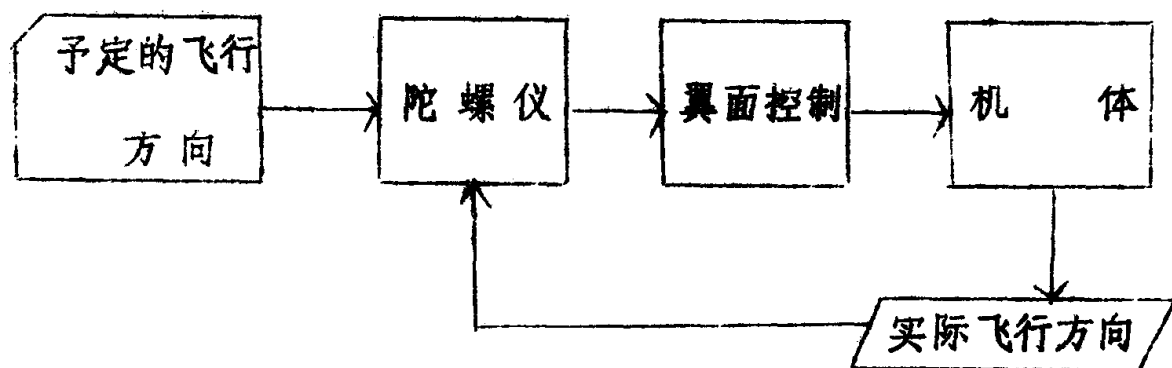 予定的飞行
方向
陀螺仪
翼面控制
机体
实际飞行方向